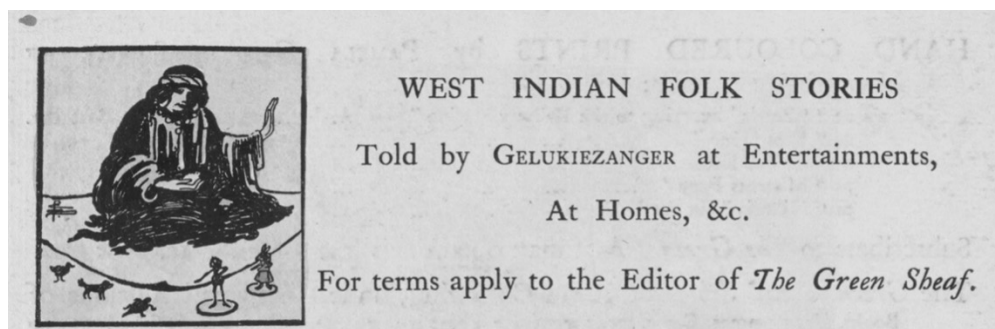 WEST INDIAN FOLK STORIES
Told by GELUKIEZANGER at Entertainments,
At Homes, &c.
For terms apply to the Editor of The Green Sheaf.